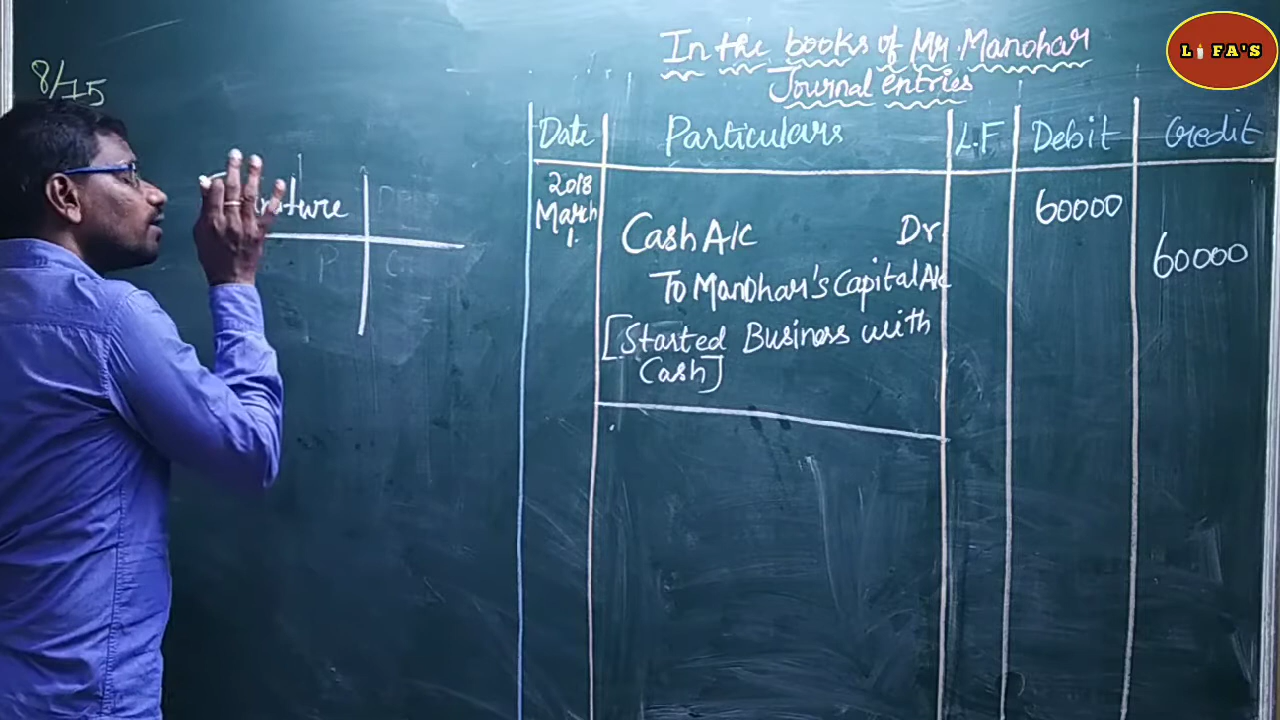 LiFA'S
In the books of Mr. Manohar
Journal entries
8/15
Date Particulars L.F Debit Credit
2018
March
1.
Cash A/c Dr 60000
To Manohar's Capital A/c 60000
[Started Business with
Cash]